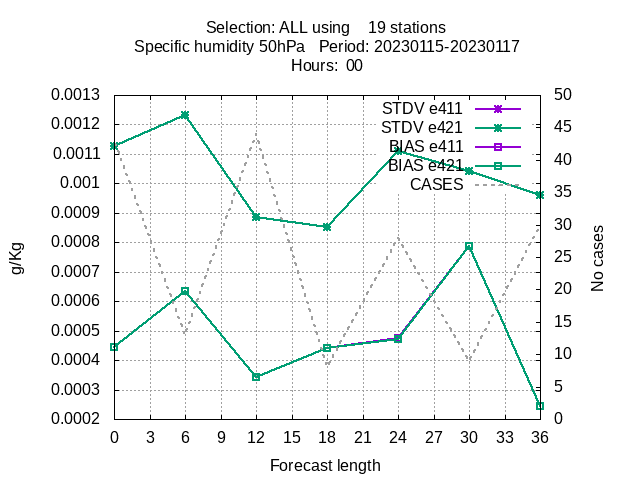 Selection: ALL using    19 stations
Specific humidity 50hPa   Period: 20230115-20230117
Hours:  00
0.0013
0.0012
0.0011
0.001
0.0009
0.0008
0.0007
0.0006
0.0005
0.0004
0.0003
0.0002
g/Kg
STDV e411
STDV e421
BIAS e411
BIAS e421
CASES
50
45
40
35
30
25
20
15
10
5
0
No cases
0 3 6 9 12 15 18 21 24 27 30 33 36
Forecast length